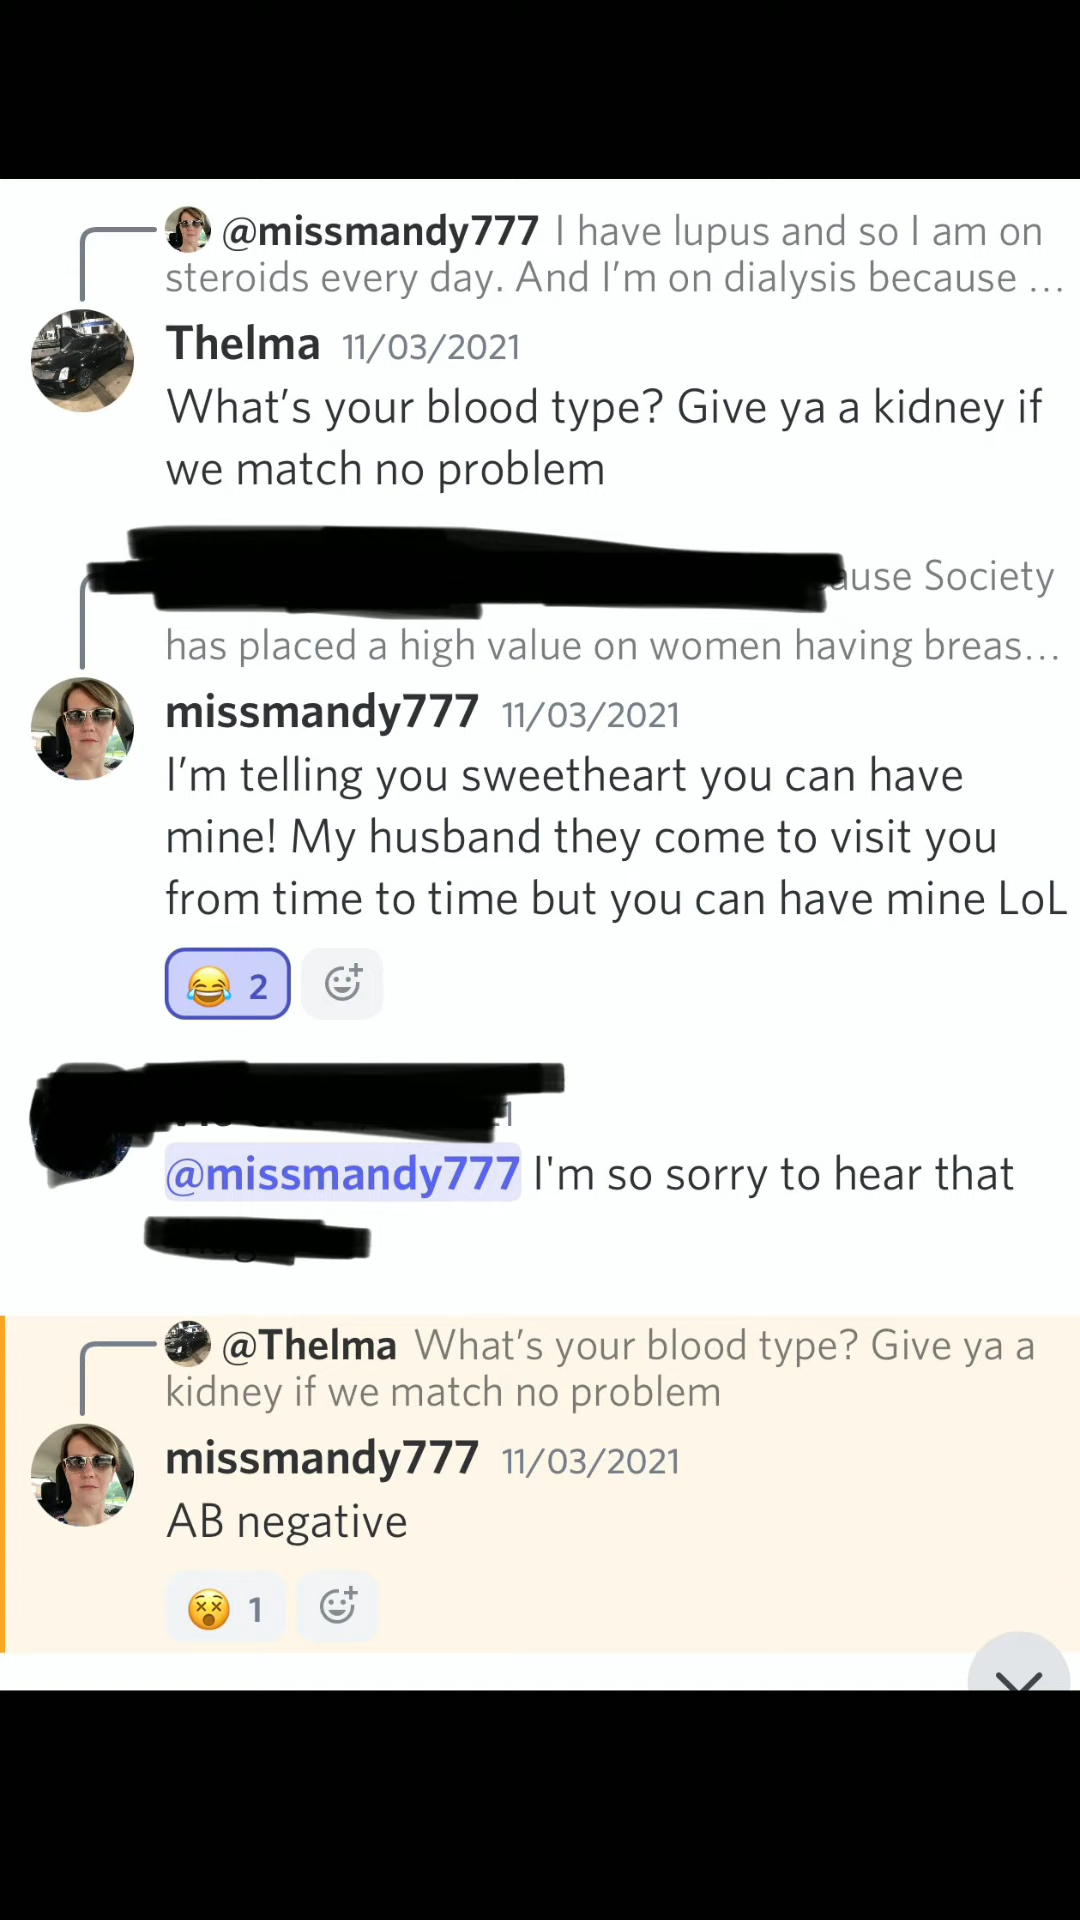 @missmandy777 I have lupus and so I am on
steroids every day. And I'm on dialysis because ...
Thelma 11/03/2021
What's your blood type? Give ya a kidney if
we match no problem
ause Society
has placed a high value on women having breas...
missmandy777 11/03/2021
I'm telling you sweetheart you can have
mine! My husband they come to visit you
from time to time but you can have mine LoL
2
@missmandy777 I'm so sorry to hear that
@Thelma What's your blood type? Give ya a
kidney if we match no problem
missmandy777 11/03/2021
AB negative
1